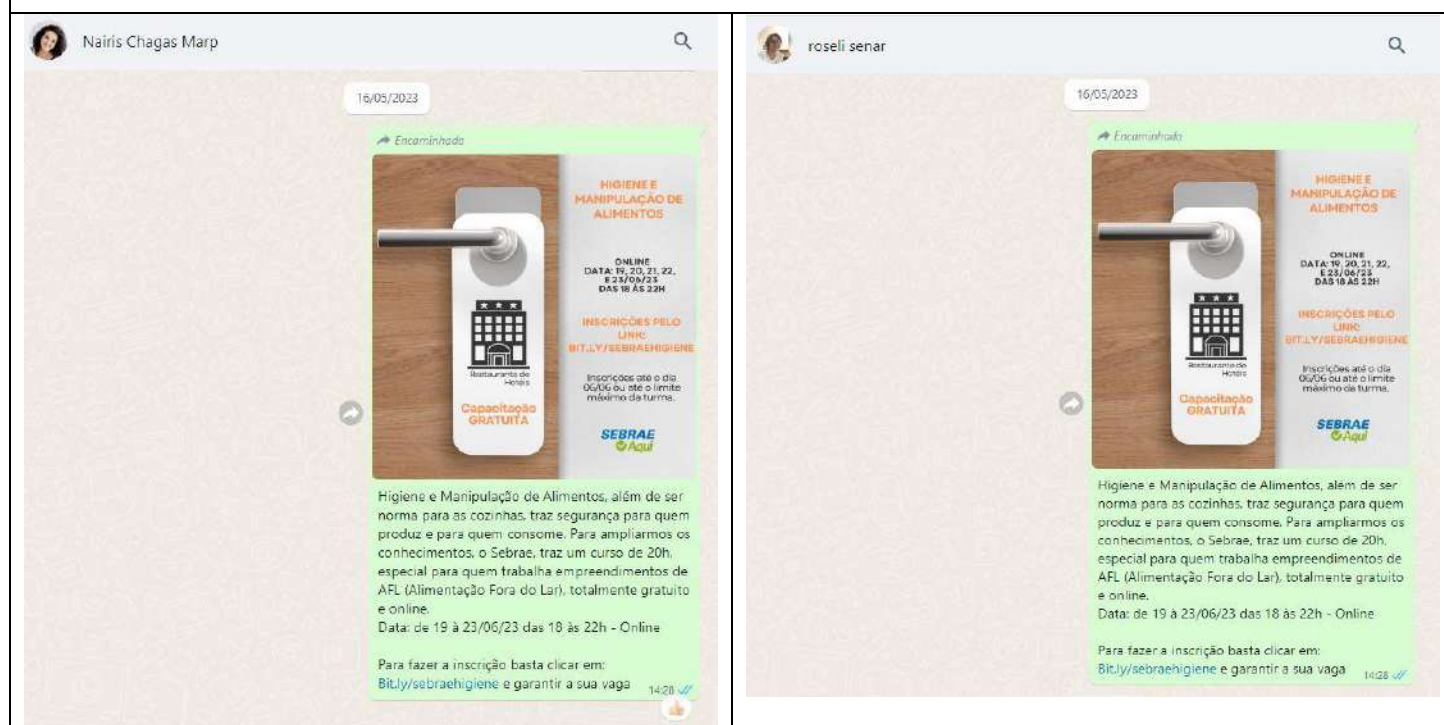 Nairis Chagas Marp
16/05/2023
Encaminhada
HIGIENE E
MANIPULAÇÃO DE
ALIMENTOS
ONLINE
DATA: 19, 20, 21, 22,
E 23/06/23
DAS 18 ÀS 22H
INSCRIÇÕES PELO
LINK:
BIT.LY/SEBRAEHIGIENE
Inscrições até o dia
06/06 ou até o limite
máximo da turma.
SEBRAE
Aqui
Restaurante de
Hotéis
Capacitação
GRATUITA
Higiene e Manipulação de Alimentos, além de ser
norma para as cozinhas, traz segurança para quem
produz e para quem consome. Para ampliarmos os
conhecimentos, o Sebrae, traz um curso de 20h,
especial para quem trabalha empreendimentos de
AFL (Alimentação Fora do Lar), totalmente gratuito
e online.
Data: de 19 à 23/06/23 das 18 às 22h - Online
Para fazer a inscrição basta clicar em:
Bit.ly/sebraehigiene e garantir a sua vaga
14:28
roseli senar
16/05/2023
Encaminhada
HIGIENE E
MANIPULAÇÃO DE
ALIMENTOS
ONLINE
DATA: 19, 20, 21, 22,
E 23/06/23
DAS 18 ÀS 22H
INSCRIÇÕES PELO
LINK:
BIT.LY/SEBRAEHIGIENE
Inscrições até o dia
06/06 ou até o limite
máximo da turma.
SEBRAE
Aqui
Restaurante de
Hotéis
Capacitação
GRATUITA
Higiene e Manipulação de Alimentos, além de ser
norma para as cozinhas, traz segurança para quem
produz e para quem consome. Para ampliarmos os
conhecimentos, o Sebrae, traz um curso de 20h,
especial para quem trabalha empreendimentos de
AFL (Alimentação Fora do Lar), totalmente gratuito
e online.
Data: de 19 à 23/06/23 das 18 às 22h - Online
Para fazer a inscrição basta clicar em:
Bit.ly/sebraehigiene e garantir a sua vaga
14:28